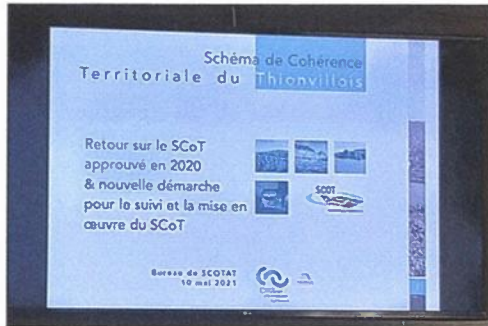 Schéma de Cohérence
Territoriale du Thionvillois
Retour sur le SCoT
approuvé en 2020
& nouvelle démarche
pour le suivi et la mise en
œuvre du SCoT
SCOT
Bureau du SCOTAT
10 mai 2021